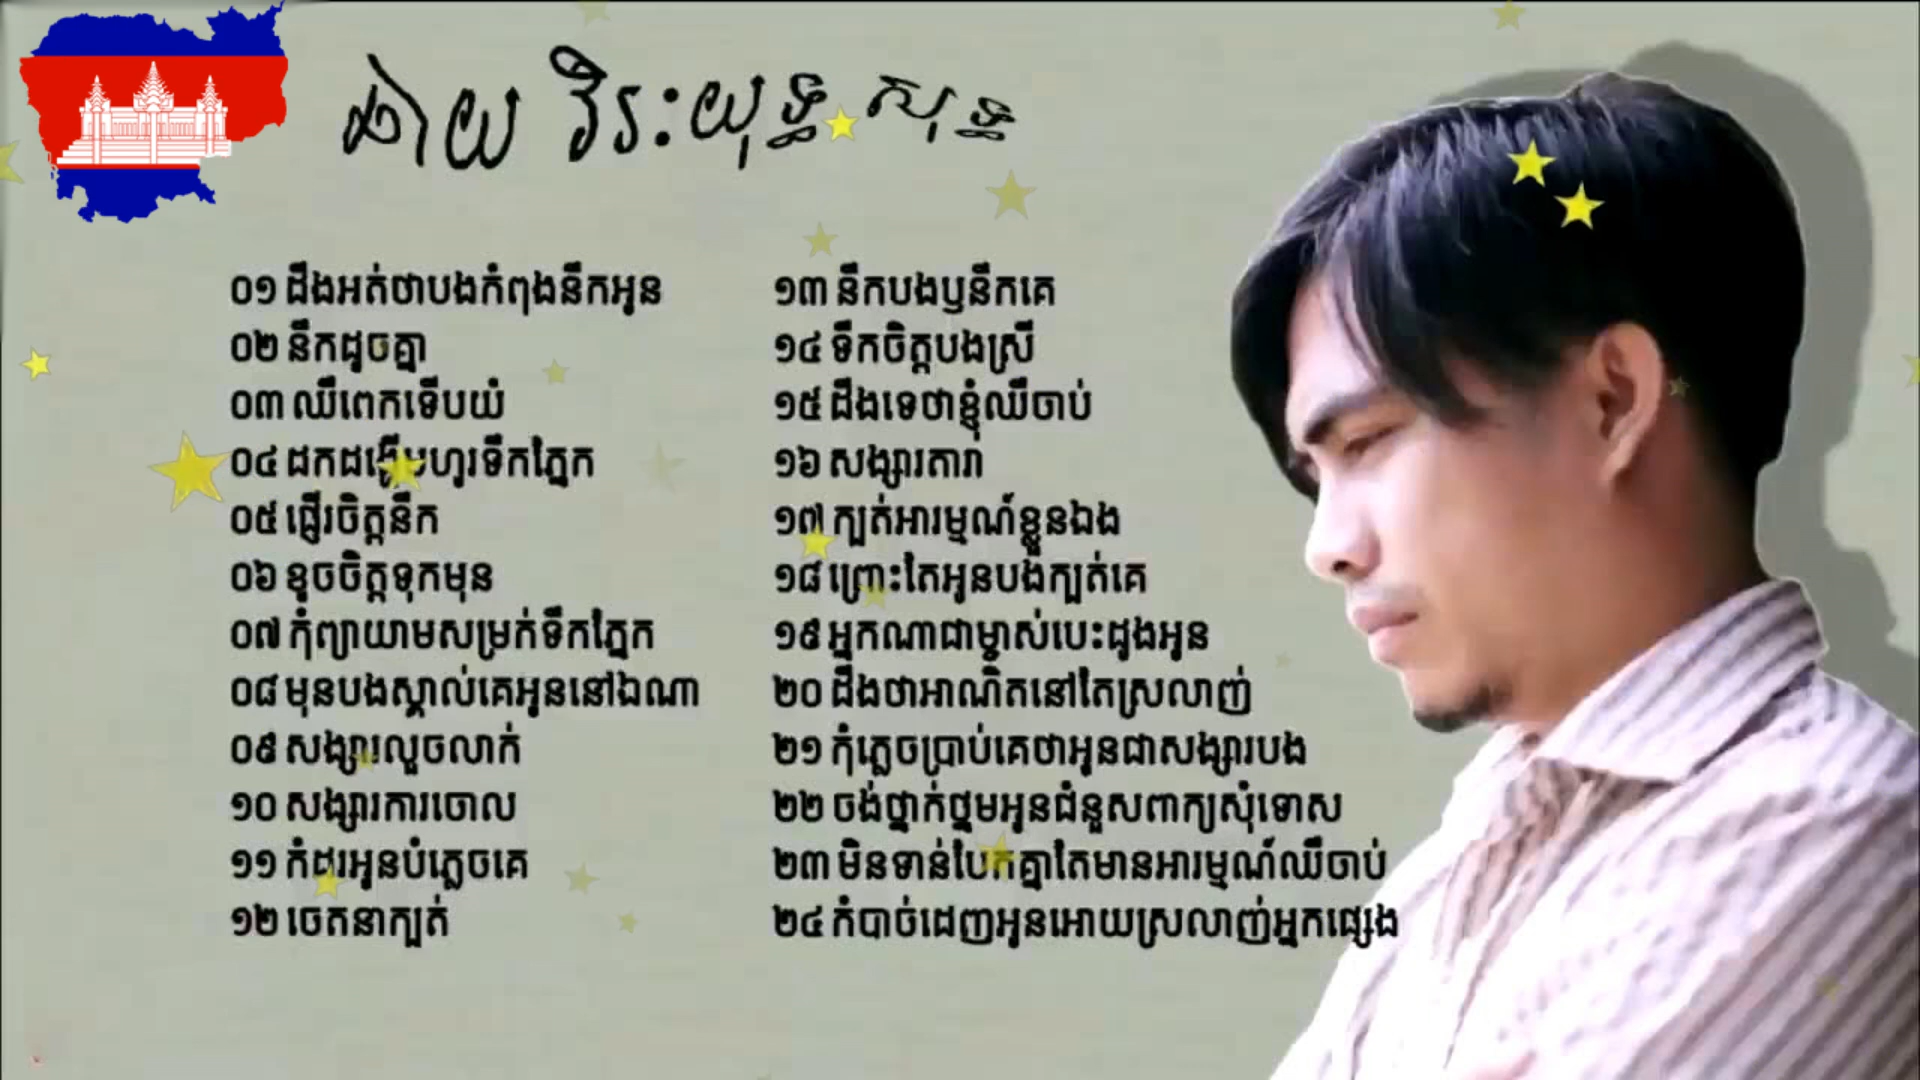 ឆាយ វិរៈយុទ្ធ សុទ្ធ
០១ ដឹងអត់ថាបងកំពុងនឹកអូន
០២ នឹកដូចគ្នា
០៣ ឈឺពេកទើបយំ
០៤ ដកដង្ហើមហូរទឹកភ្នែក
០៥ ផ្ញើរចិត្តនឹក
០៦ ខូចចិត្តទុកមុន
០៧ កុំព្យាយាមសម្រក់ទឹកភ្នែក
០៨ មុនបងស្គាល់គេអូននៅឯណា
០៩ សង្សារលួចលាក់
១០ សង្សារការចោល
១១ កំដរអូនបំភ្លេចគេ
១២ ចេតនាក្បត់
១៣ នឹកបងឫនឹកគេ
១៤ ទឹកចិត្តបងស្រី
១៥ ដឹងទេថាខ្ញុំឈឺចាប់
១៦ សង្សារតារា
១៧ ក្បត់អារម្មណ៍ខ្លួនឯង
១៨ ព្រោះតែអូនបងក្បត់គេ
១៩ អ្នកណាជាម្ចាស់បេះដូងអូន
២០ ដឹងថាអាណិតនៅតែស្រលាញ់
២១ កុំភ្លេចប្រាប់គេថាអូនជាសង្សារបង
២២ ចង់ថ្នាក់ថ្នមអូនជំនួសពាក្យសុំទោស
២៣ មិនទាន់បែកគ្នាតែមានអារម្មណ៍ឈឺចាប់
២៤ កំបាច់ដេញអូនអោយស្រលាញ់អ្នកផ្សេង